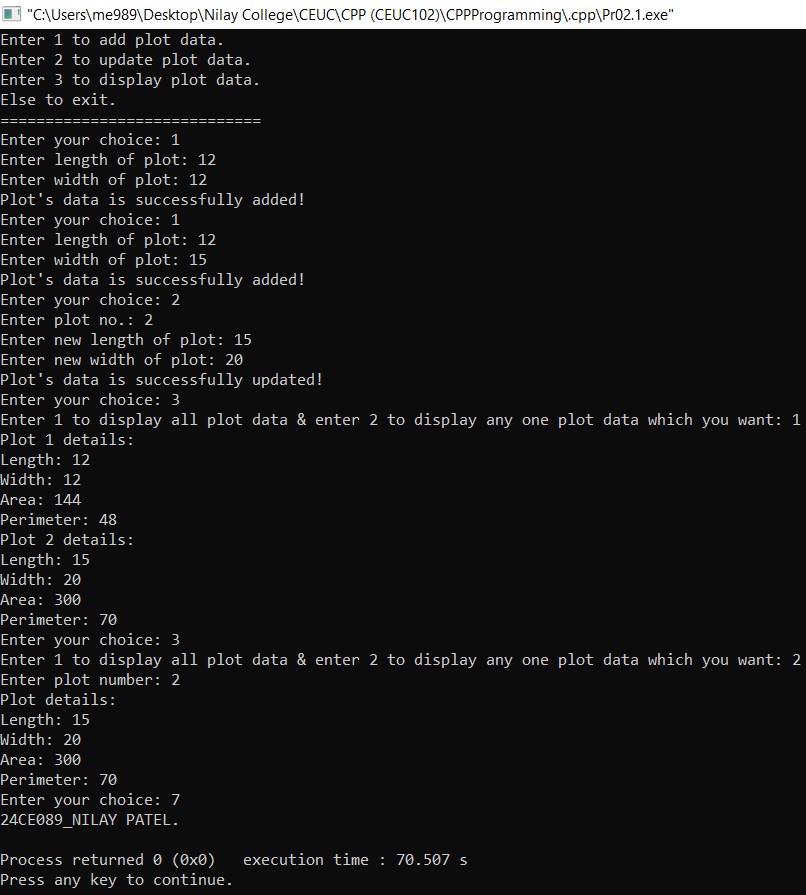 "C:\Users\me989\Desktop\Nilay College\CEUC\CPP (CEUC102)\CPPProgramming\.cpp\Pr02.1.exe"
Enter 1 to add plot data.
Enter 2 to update plot data.
Enter 3 to display plot data.
Else to exit.
=============================
Enter your choice: 1
Enter length of plot: 12
Enter width of plot: 12
Plot's data is successfully added!
Enter your choice: 1
Enter length of plot: 12
Enter width of plot: 15
Plot's data is successfully added!
Enter your choice: 2
Enter plot no.: 2
Enter new length of plot: 15
Enter new width of plot: 20
Plot's data is successfully updated!
Enter your choice: 3
Enter 1 to display all plot data & enter 2 to display any one plot data which you want: 1
Plot 1 details:
Length: 12
Width: 12
Area: 144
Perimeter: 48
Plot 2 details:
Length: 15
Width: 20
Area: 300
Perimeter: 70
Enter your choice: 3
Enter 1 to display all plot data & enter 2 to display any one plot data which you want: 2
Enter plot number: 2
Plot details:
Length: 15
Width: 20
Area: 300
Perimeter: 70
Enter your choice: 7
24CE089_NILAY PATEL.
Process returned 0 (0x0)   execution time : 70.507 s
Press any key to continue.